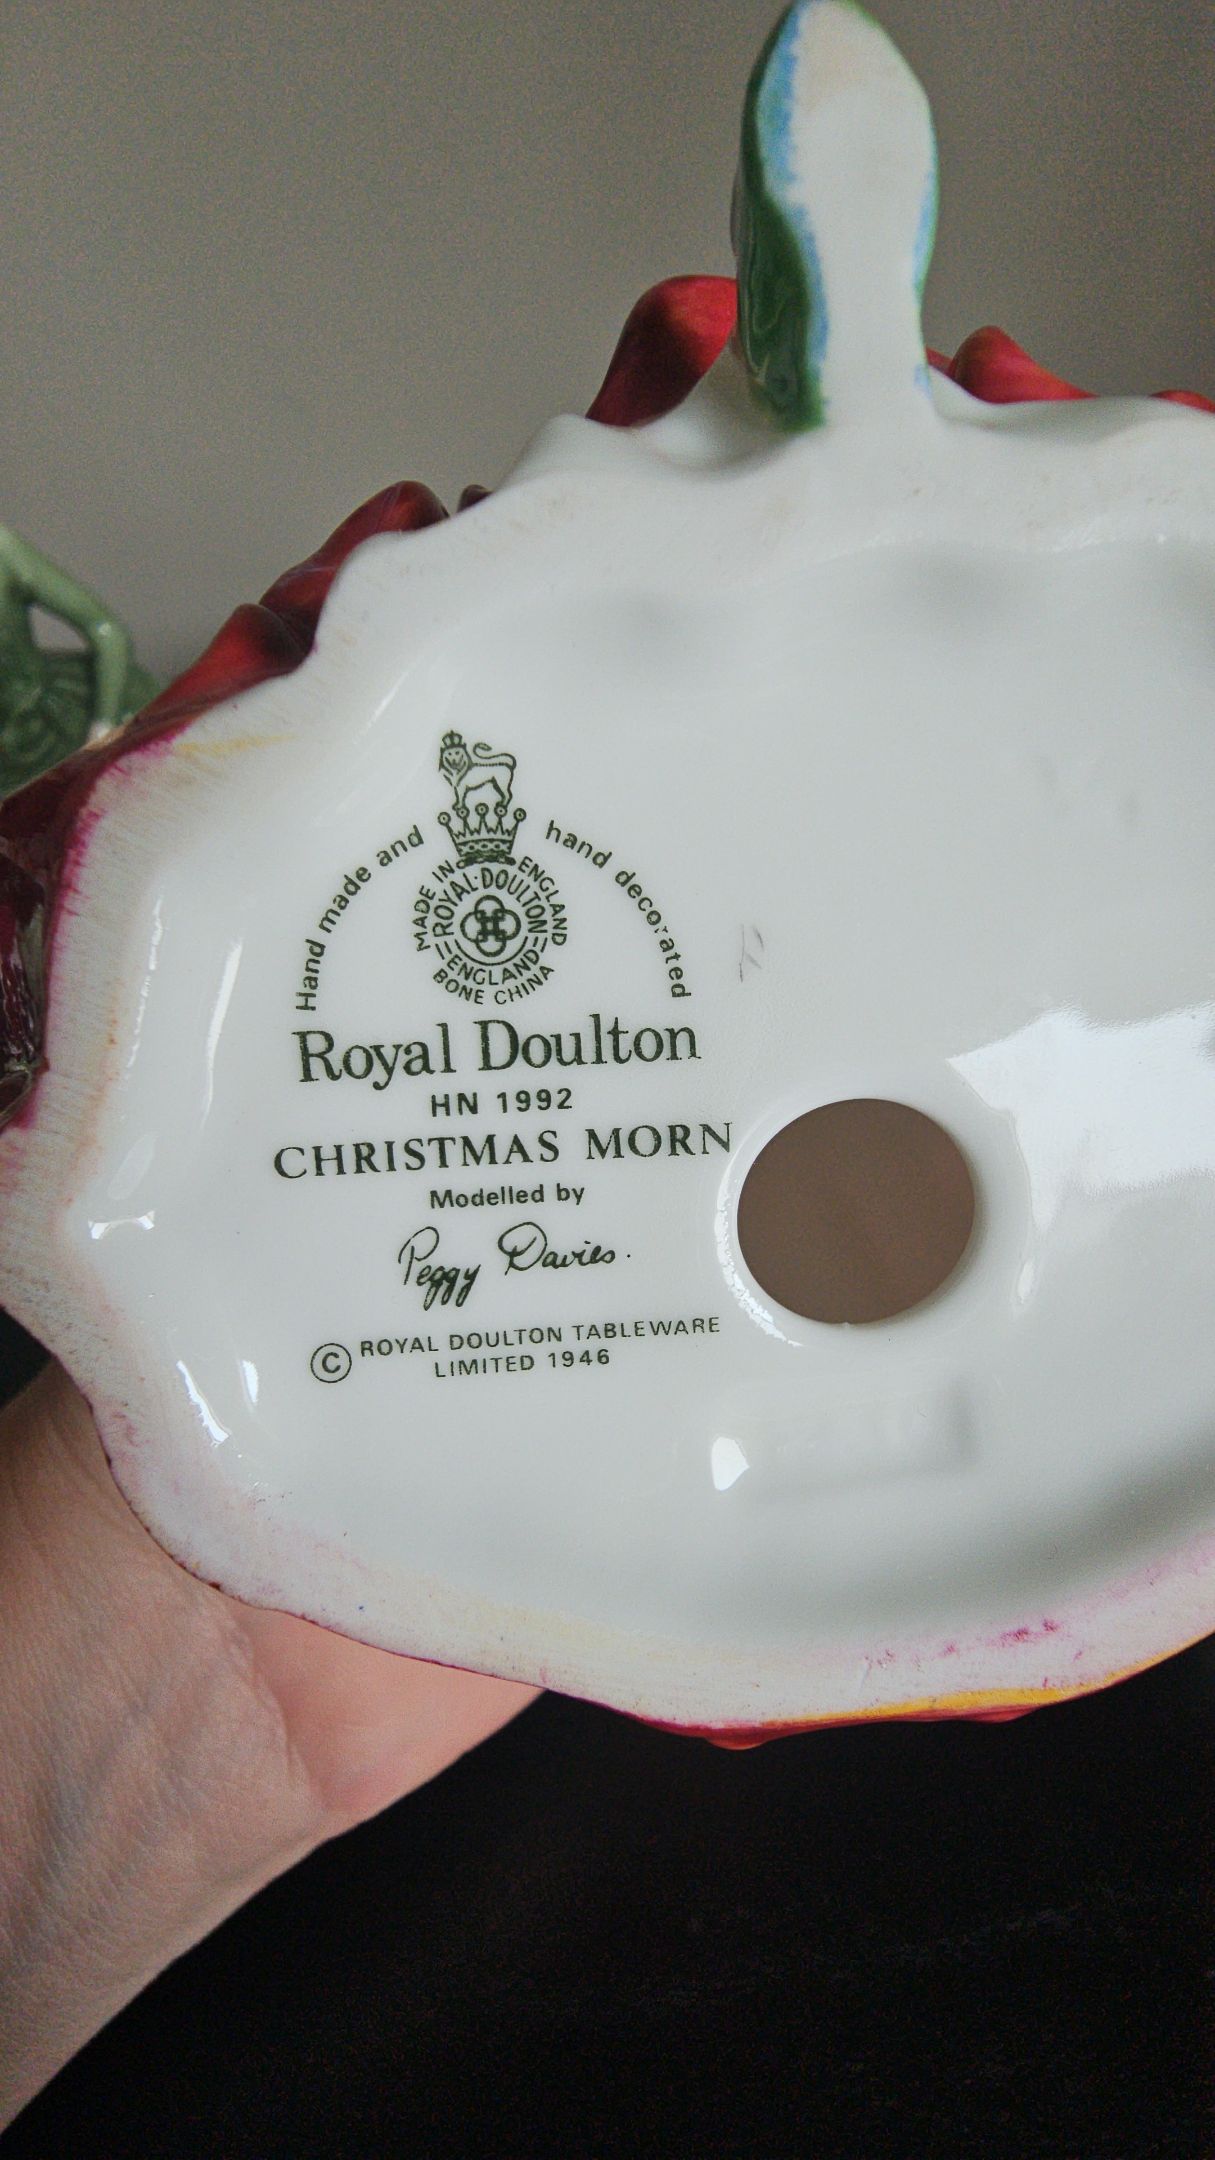 Hand made and hand decorated
MADE IN ENGLAND
ROYAL·DOULTON
ENGLAND
BONE CHINA
Royal Doulton
HN 1992
CHRISTMAS MORN
Modelled by
Peggy Davies.
© ROYAL DOULTON TABLEWARE
LIMITED 1946